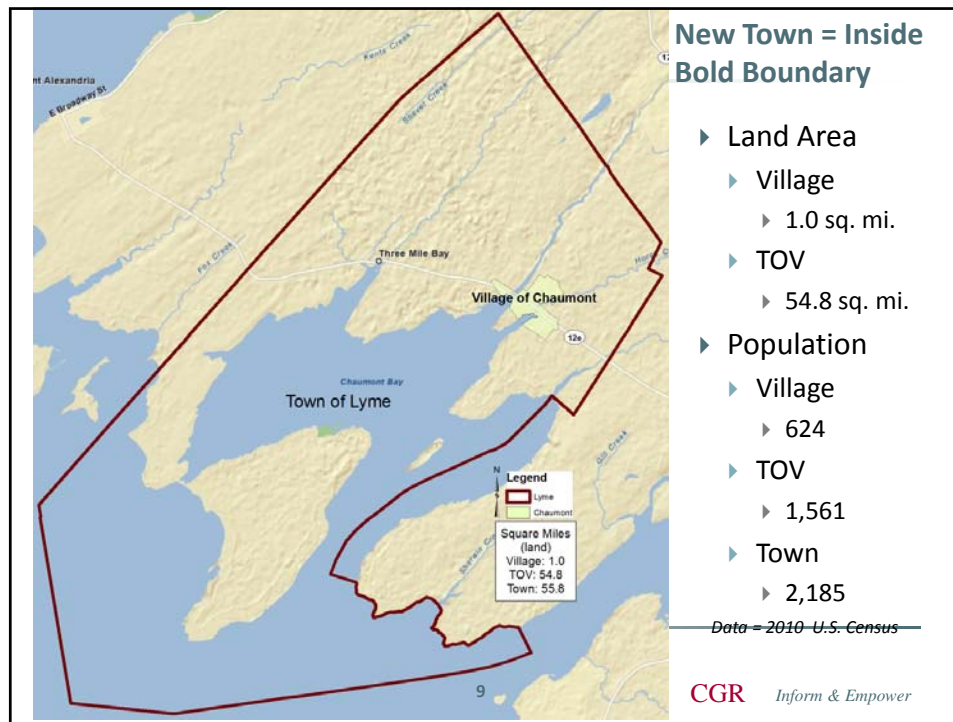 New Town = Inside
Bold Boundary
Land Area
Village
1.0 sq. mi.
TOV
54.8 sq. mi.
Population
Village
624
TOV
1,561
Town
2,185
Data = 2010 U.S. Census
CGR Inform & Empower
Kents Creek
nt Alexandria
E Broadway St
Shaver Creek
12
Fox Creek
Three Mile Bay
Village of Chaumont
12e
Chaumont Bay
Town of Lyme
Gill Creek
N
S
Legend
Lyme
Chaumont
Square Miles
(land)
Village: 1.0
TOV: 54.8
Town: 55.8
9